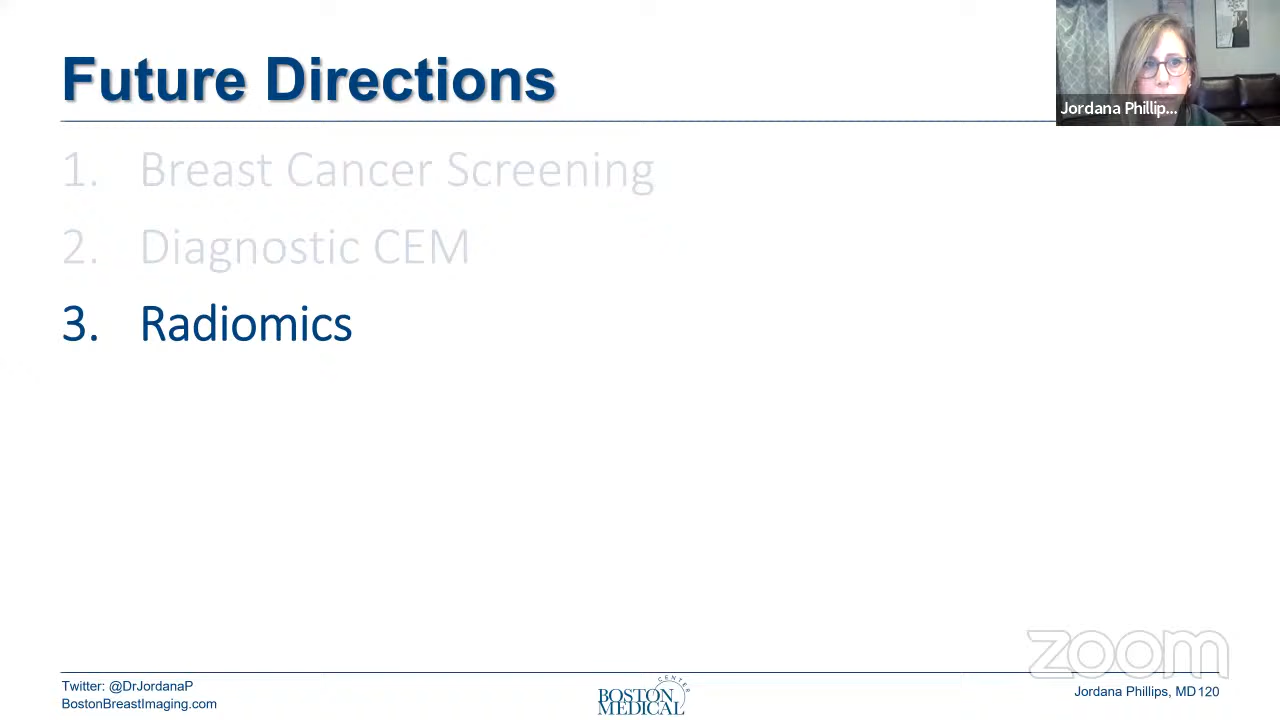 Future Directions
Jordana Phillip...
1. Breast Cancer Screening
2. Diagnostic CEM
3. Radiomics
zoom
Twitter: @DrJordanaP
BostonBreastImaging.com
CENTER
BOSTON
MEDICAL
Jordana Phillips, MD 120